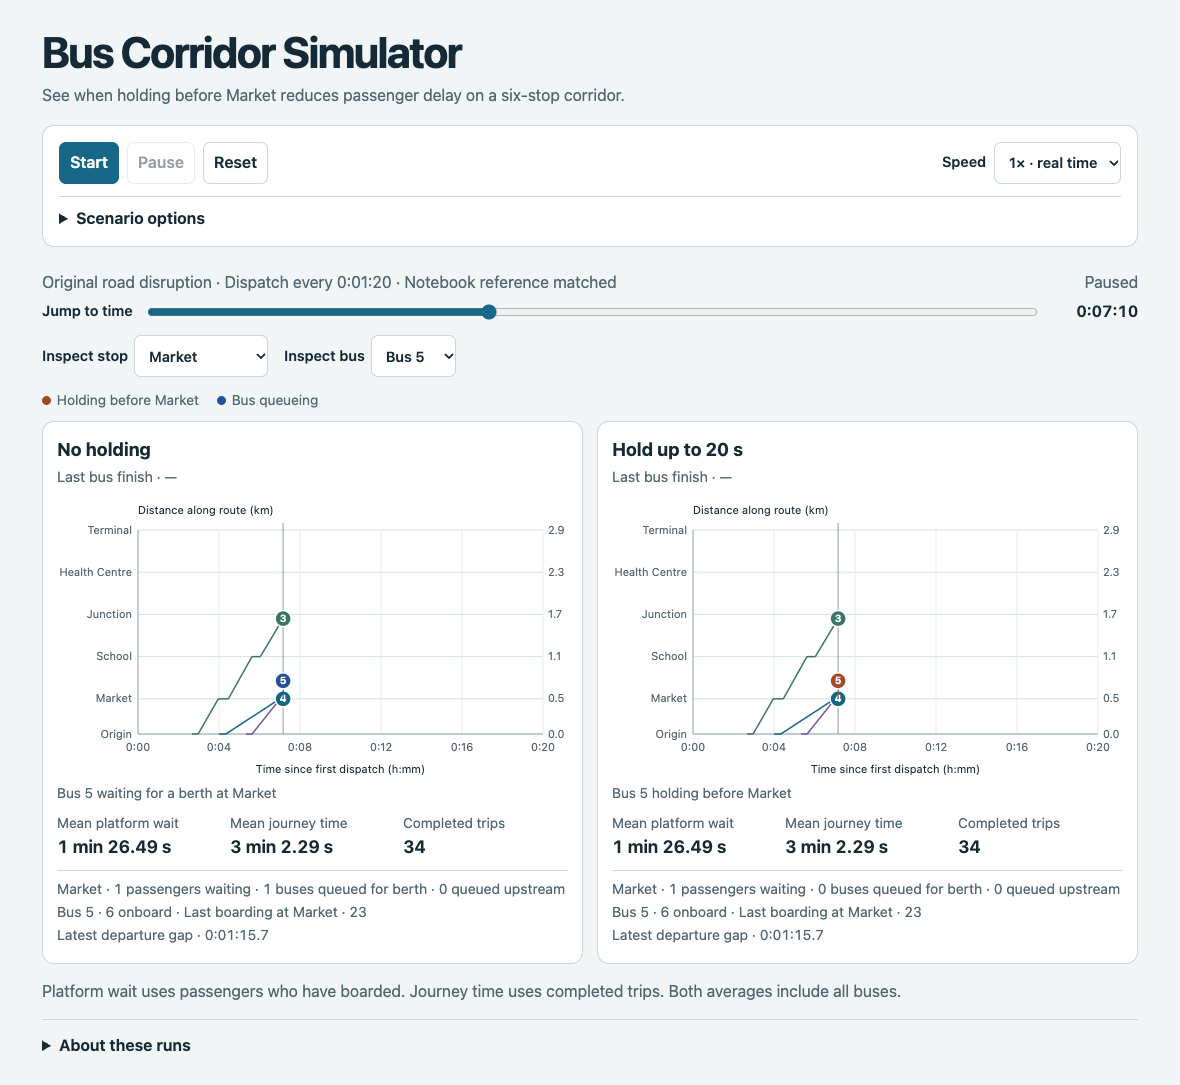 Bus Corridor Simulator
See when holding before Market reduces passenger delay on a six-stop corridor.
Start Pause Reset Speed 1× · real time
Scenario options
Original road disruption · Dispatch every 0:01:20 · Notebook reference matched Paused
Jump to time 0:07:10
Inspect stop Market Inspect bus Bus 5
Holding before Market Bus queueing
No holding
Last bus finish · —
Distance along route (km)
Terminal 2.9
Health Centre 2.3
3
Junction 1.7
School 1.1
5
Market 4 0.5
Origin 0.0
0:00 0:04 0:08 0:12 0:16 0:20
Time since first dispatch (h:mm)
Bus 5 waiting for a berth at Market
Mean platform wait Mean journey time Completed trips
1 min 26.49 s 3 min 2.29 s 34
Market · 1 passengers waiting · 1 buses queued for berth · 0 queued upstream
Bus 5 · 6 onboard · Last boarding at Market · 23
Latest departure gap · 0:01:15.7
Hold up to 20 s
Last bus finish · —
Distance along route (km)
Terminal 2.9
Health Centre 2.3
3
Junction 1.7
School 1.1
5
Market 4 0.5
Origin 0.0
0:00 0:04 0:08 0:12 0:16 0:20
Time since first dispatch (h:mm)
Bus 5 holding before Market
Mean platform wait Mean journey time Completed trips
1 min 26.49 s 3 min 2.29 s 34
Market · 1 passengers waiting · 0 buses queued for berth · 0 queued upstream
Bus 5 · 6 onboard · Last boarding at Market · 23
Latest departure gap · 0:01:15.7
Platform wait uses passengers who have boarded. Journey time uses completed trips. Both averages include all buses.
About these runs